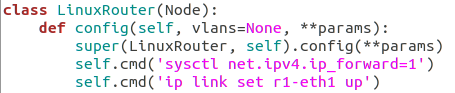 class LinuxRouter(Node):
    def config(self, vlans=None, **params):
        super(LinuxRouter, self).config(**params)
        self.cmd('sysctl net.ipv4.ip_forward=1')
        self.cmd('ip link set r1-eth1 up')